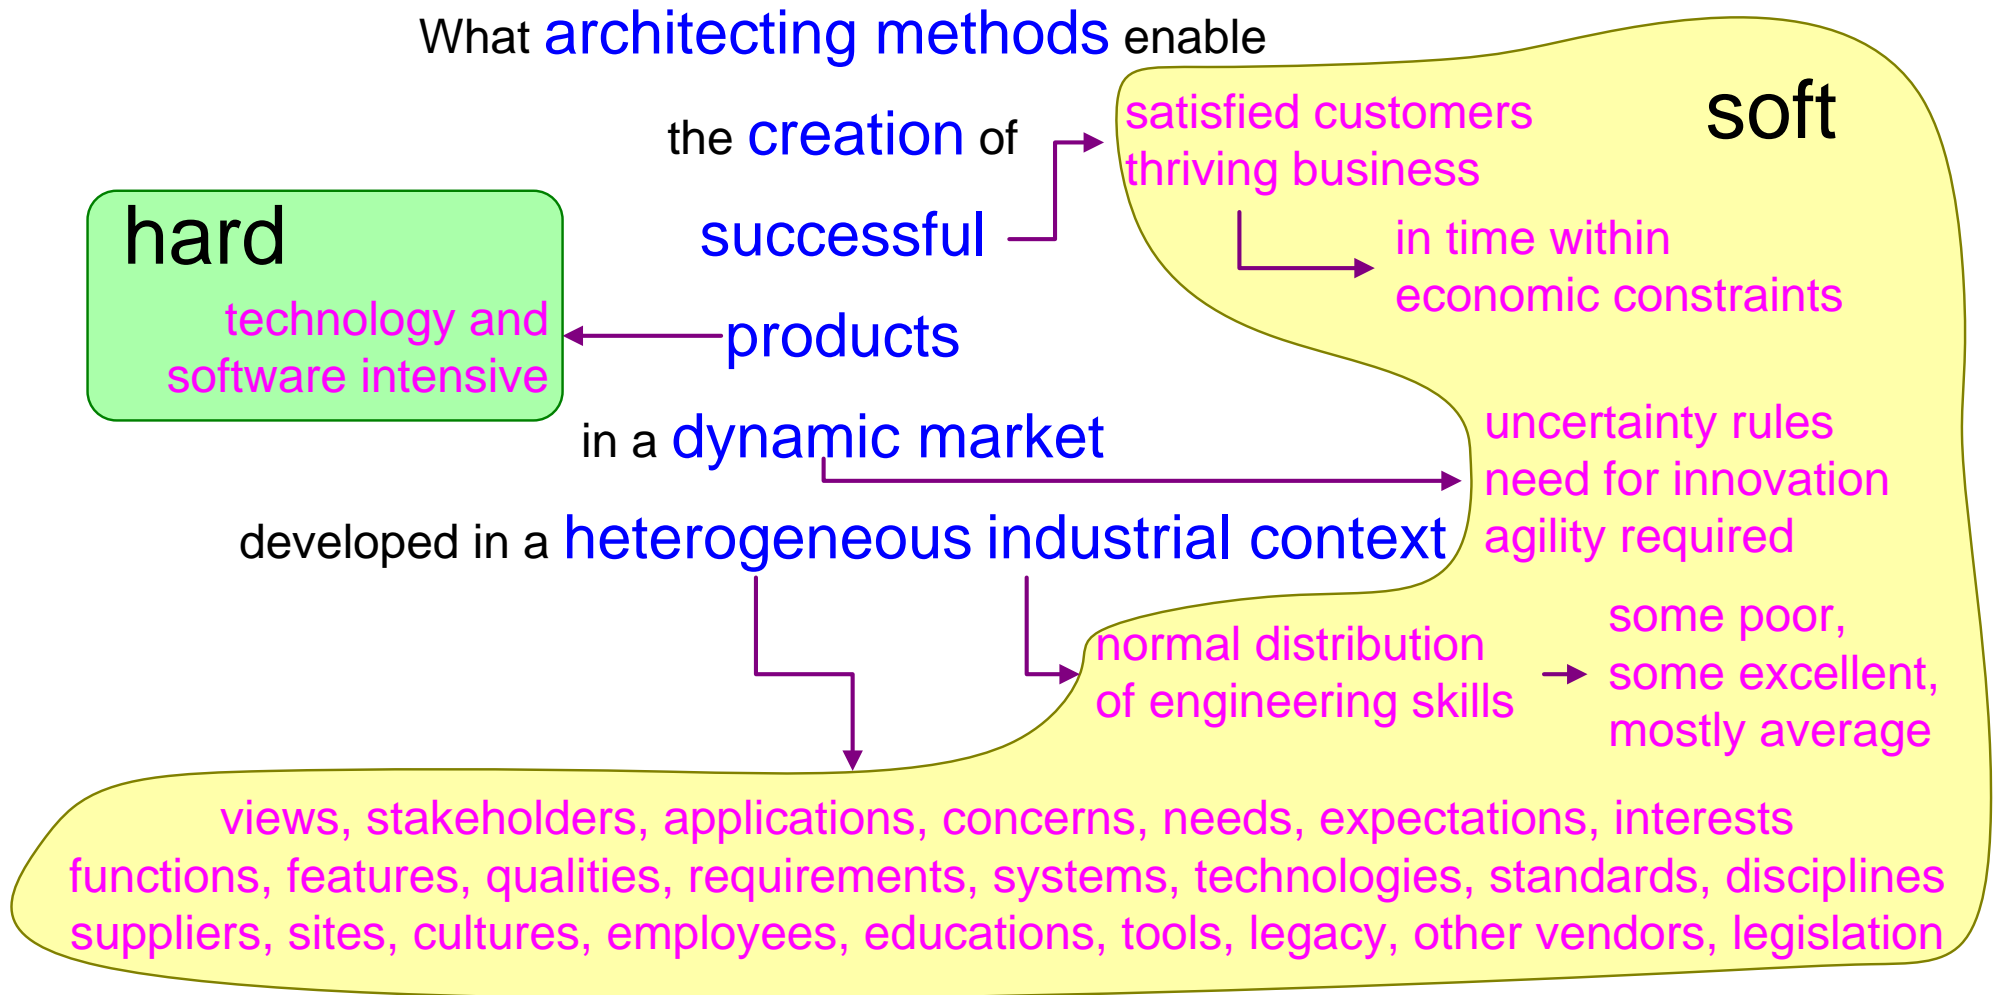 What architecting methods enable
the creation of
successful
products
in a dynamic market
developed in a heterogeneous industrial context
hard
technology and
software intensive
soft
satisfied customers
thriving business
in time within
economic constraints
uncertainty rules
need for innovation
agility required
normal distribution
of engineering skills
some poor,
some excellent,
mostly average
views, stakeholders, applications, concerns, needs, expectations, interests
functions, features, qualities, requirements, systems, technologies, standards, disciplines
suppliers, sites, cultures, employees, educations, tools, legacy, other vendors, legislation